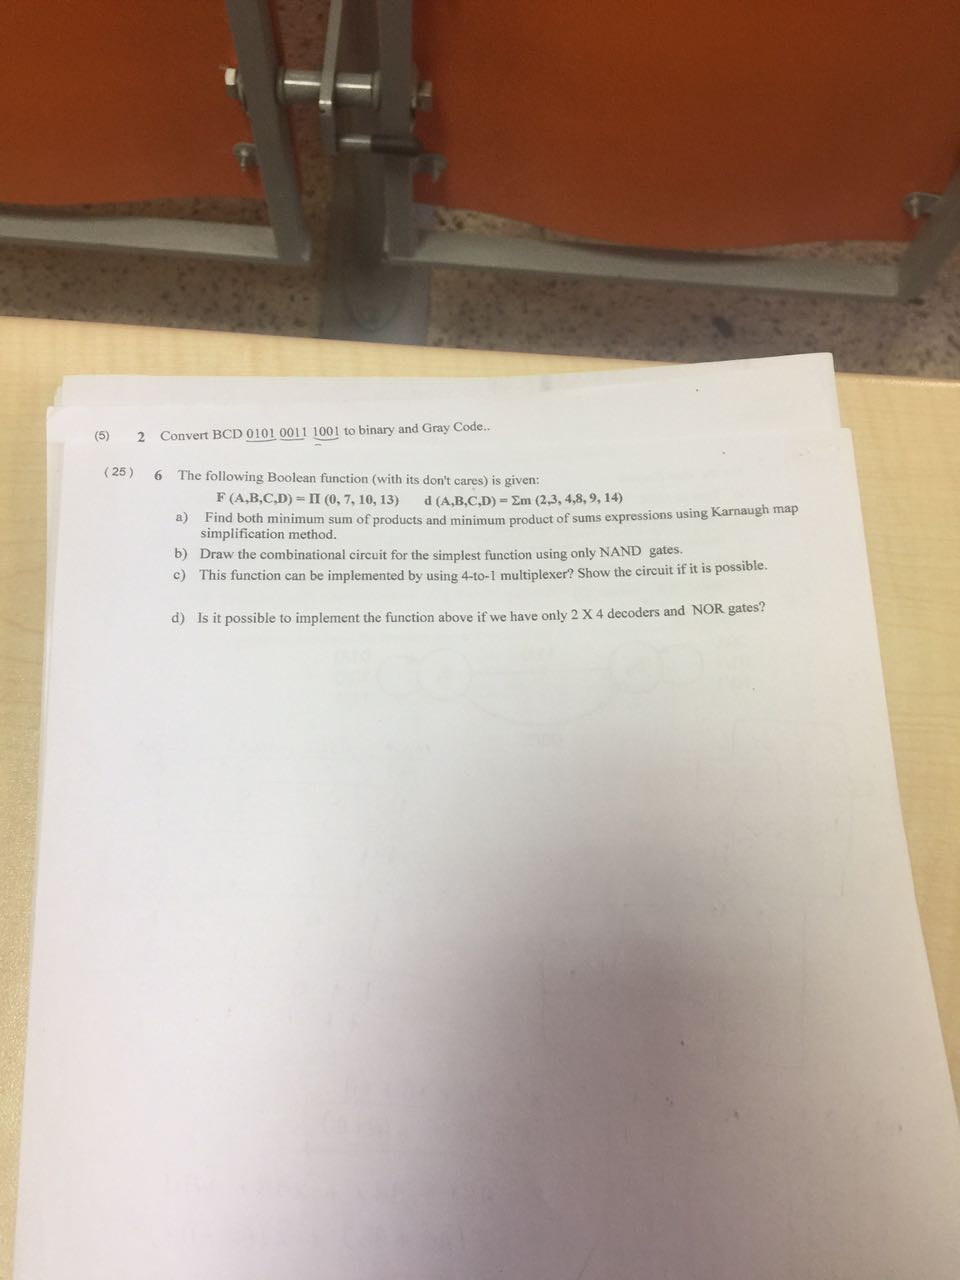 (5) 2 Convert BCD 0101 0011 1001 to binary and Gray Code..
(25) 6 The following Boolean function (with its don't cares) is given:
F (A,B,C,D) = Π (0, 7, 10, 13) d (A,B,C,D) = Σm (2,3, 4,8, 9, 14)
a) Find both minimum sum of products and minimum product of sums expressions using Karnaugh map
simplification method.
b) Draw the combinational circuit for the simplest function using only NAND gates.
c) This function can be implemented by using 4-to-1 multiplexer? Show the circuit if it is possible.
d) Is it possible to implement the function above if we have only 2 X 4 decoders and NOR gates?